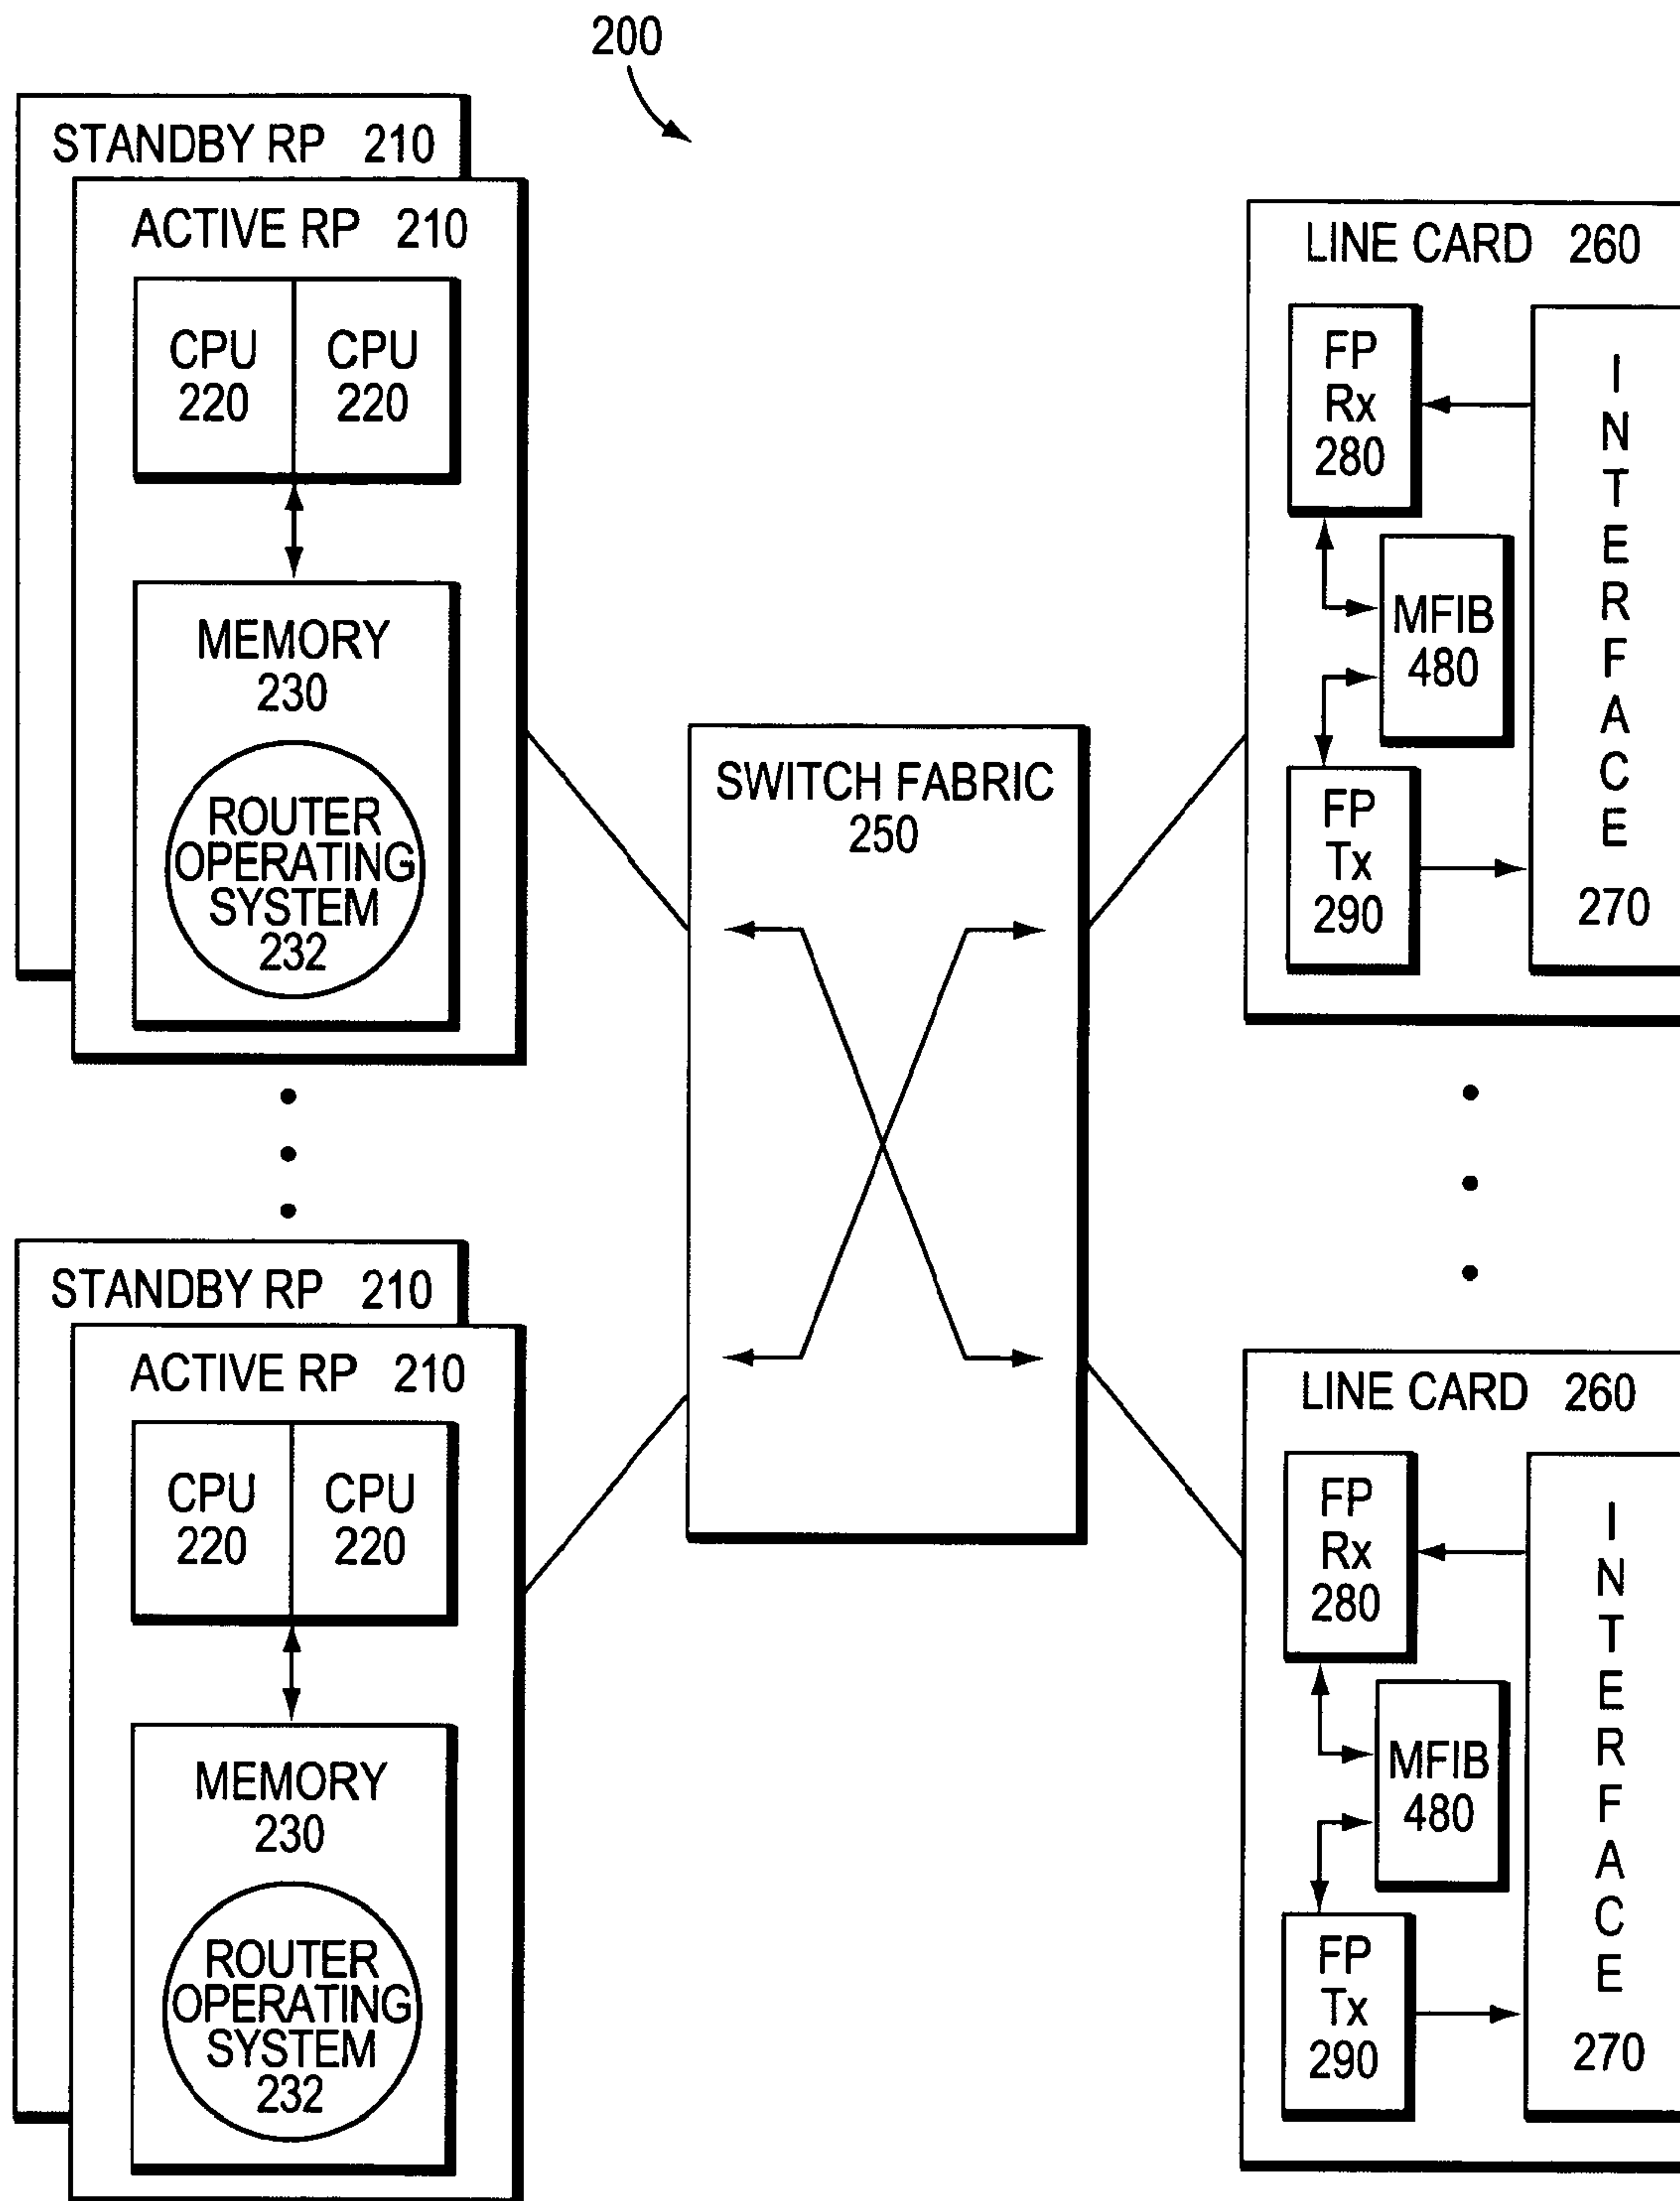 200
STANDBY RP 210
ACTIVE RP 210
CPU
220
CPU
220
MEMORY
230
ROUTER
OPERATING
SYSTEM
232
STANDBY RP 210
ACTIVE RP 210
CPU
220
CPU
220
MEMORY
230
ROUTER
OPERATING
SYSTEM
232
SWITCH FABRIC
250
LINE CARD 260
FP
Rx
280
MFIB
480
FP
Tx
290
INTERFACE
270
LINE CARD 260
FP
Rx
280
MFIB
480
FP
Tx
290
INTERFACE
270